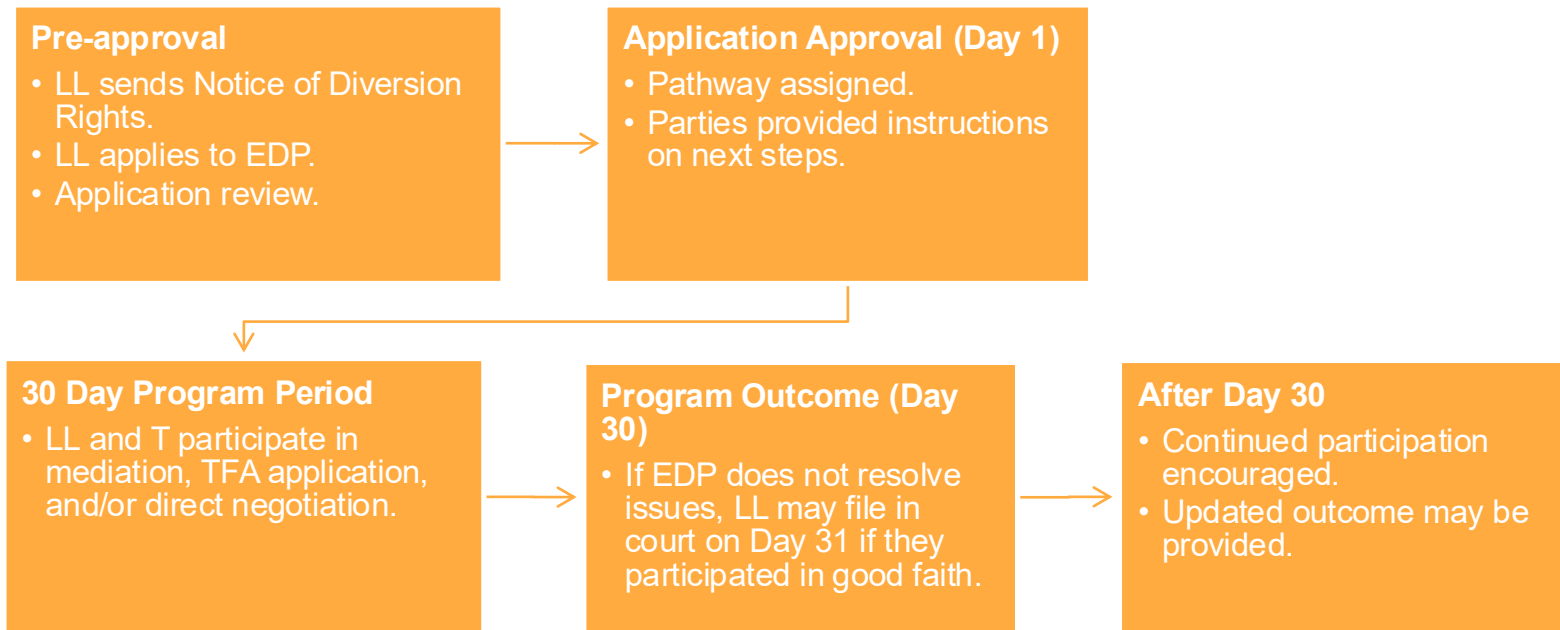 Pre-approval
• LL sends Notice of Diversion
Rights.
• LL applies to EDP.
• Application review.
Application Approval (Day 1)
• Pathway assigned.
• Parties provided instructions
on next steps.
30 Day Program Period
• LL and T participate in
mediation, TFA application,
and/or direct negotiation.
Program Outcome (Day
30)
• If EDP does not resolve
issues, LL may file in
court on Day 31 if they
participated in good faith.
After Day 30
• Continued participation
encouraged.
• Updated outcome may be
provided.